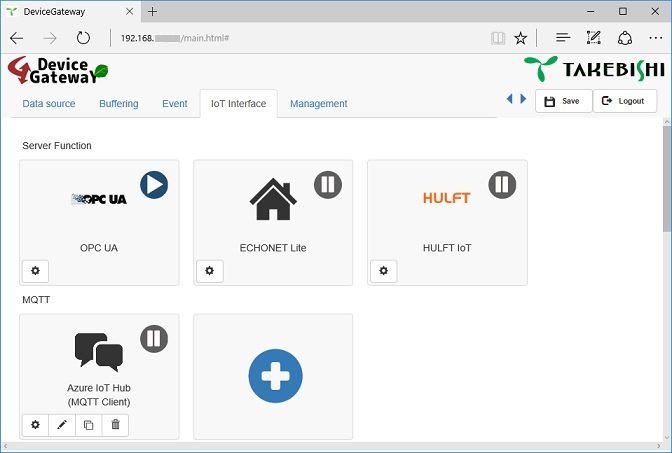 DeviceGateway
192.168. /main.html#
Device
Gateway
TAKEBISHI
Data source Buffering Event IoT Interface Management
Save Logout
Server Function
OPC UA HULFT
OPC UA ECHONET Lite HULFT IoT
MQTT
Azure IoT Hub
(MQTT Client)